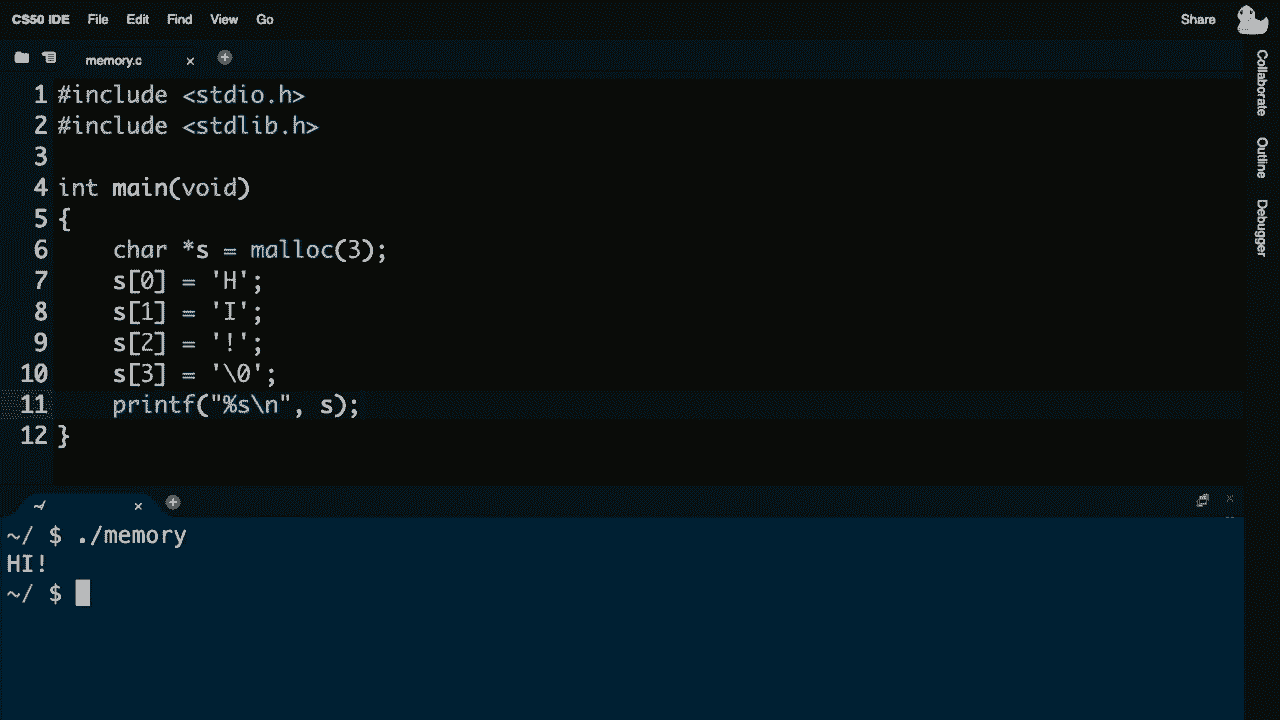 CS50 IDE File Edit Find View Go Share
memory.c × +
1 #include <stdio.h>
2 #include <stdlib.h>
3
4 int main(void)
5 {
6     char *s = malloc(3);
7     s[0] = 'H';
8     s[1] = 'I';
9     s[2] = '!';
10     s[3] = '\0';
11     printf("%s\n", s);
12 }
Collaborate
Outline
Debugger
~/ $ ./memory
HI!
~/ $